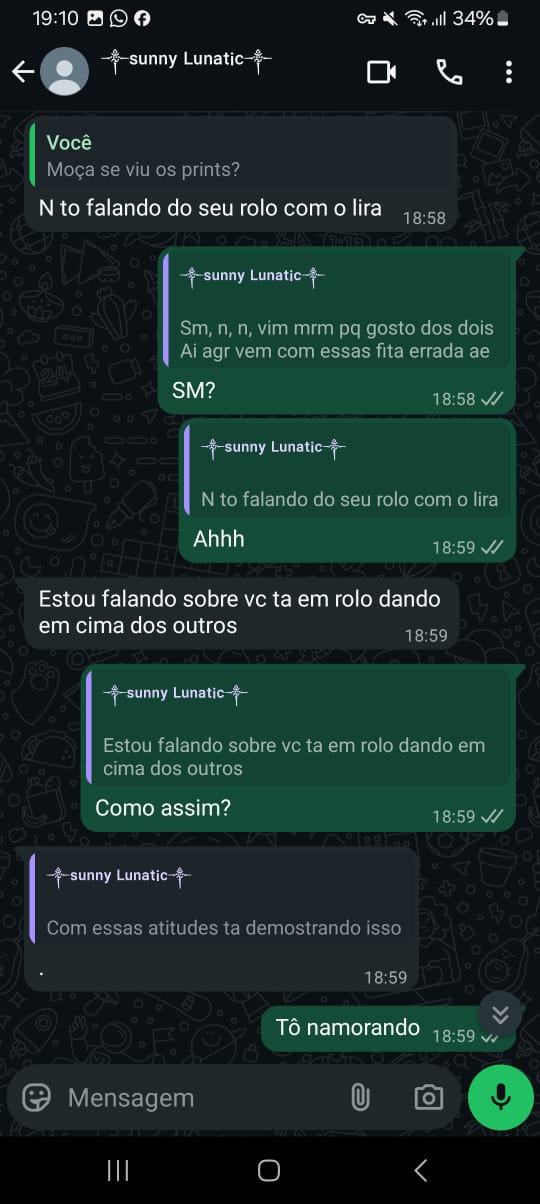 19:10
34%
sunny Lunatic
Você
Moça se viu os prints?
N to falando do seu rolo com o lira
18:58
sunny Lunatic
Sm, n, n, vim mrm pq gosto dos dois
Ai agr vem com essas fita errada ae
SM?
18:58
sunny Lunatic
N to falando do seu rolo com o lira
Ahhh
18:59
Estou falando sobre vc ta em rolo dando
em cima dos outros
18:59
sunny Lunatic
Estou falando sobre vc ta em rolo dando em
cima dos outros
Como assim?
18:59
sunny Lunatic
Com essas atitudes ta demostrando isso
.
18:59
Tô namorando
18:59
Mensagem